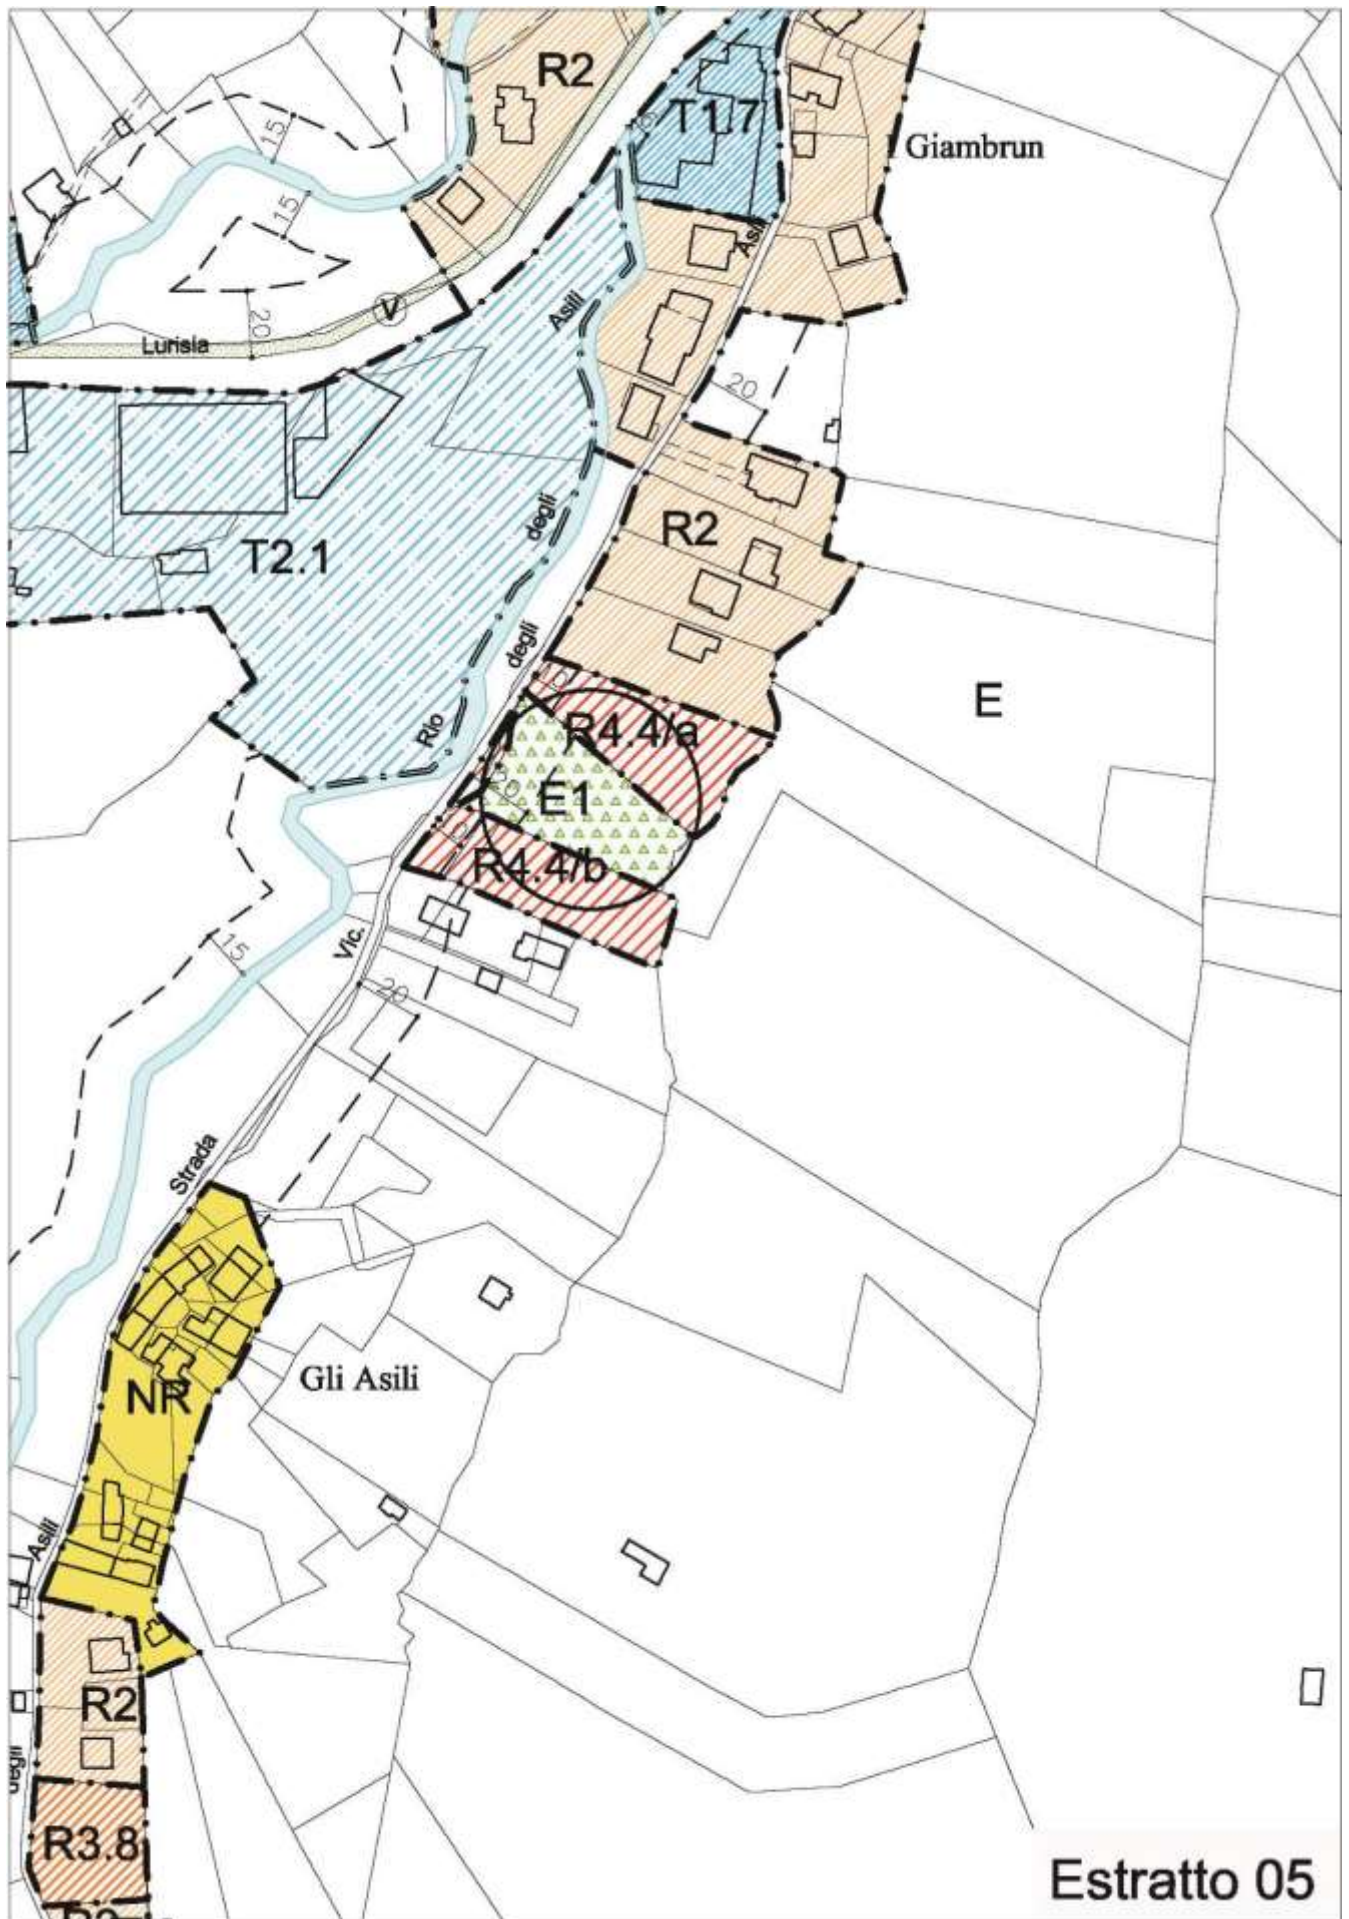 R2
T1.7
15
Giambrun
15
Asili
20
V
Asili
Lurisia
20
degli
R2
T2.1
degli
E
Rio
R4.4/a
E1
R4.4/b
Vic.
15
20
Strada
Gli Asili
NR
Asili
R2
degli
R3.8
R2
Estratto 05